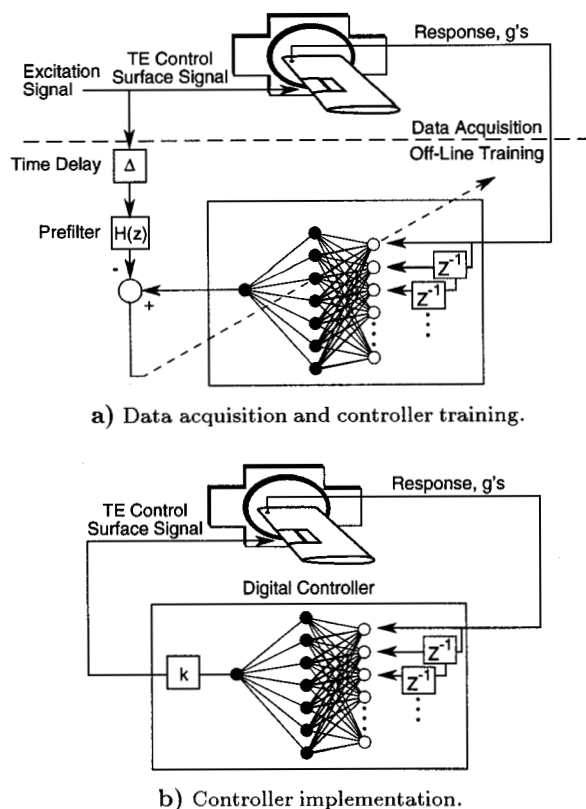 Response, g's
TE Control
Surface Signal
Excitation
Signal
Data Acquisition
Off-Line Training
Time Delay
Δ
Prefilter
H(z)
-
+
Z⁻¹
Z⁻¹
a) Data acquisition and controller training.
Response, g's
TE Control
Surface Signal
Digital Controller
k
Z⁻¹
Z⁻¹
b) Controller implementation.